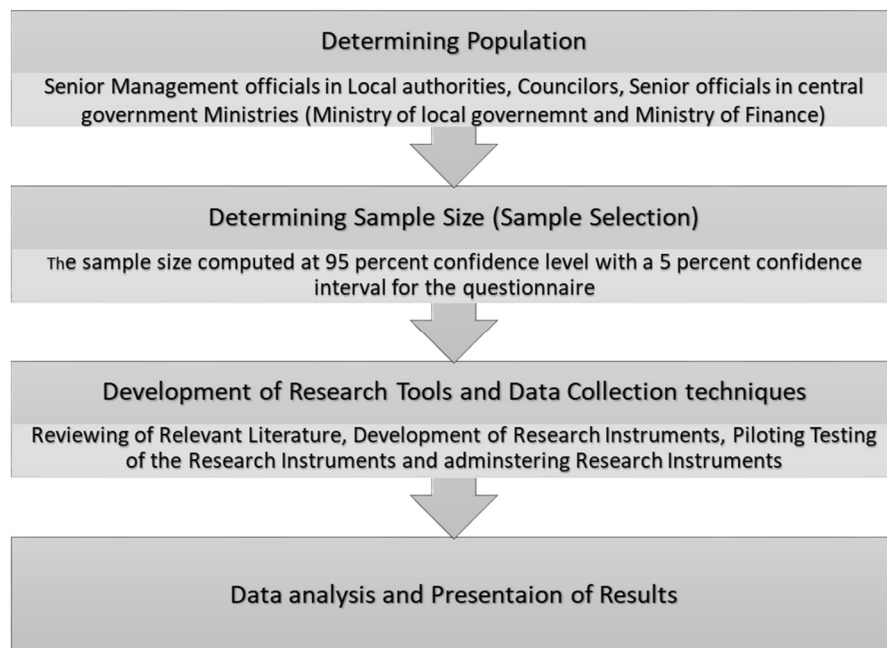 Determining Population
Senior Management officials in Local authorities, Councilors, Senior officials in central
government Ministries (Ministry of local governemnt and Ministry of Finance)
Determining Sample Size (Sample Selection)
The sample size computed at 95 percent confidence level with a 5 percent confidence
interval for the questionnaire
Development of Research Tools and Data Collection techniques
Reviewing of Relevant Literature, Development of Research Instruments, Piloting Testing
of the Research Instruments and adminstering Research Instruments
Data analysis and Presentaion of Results